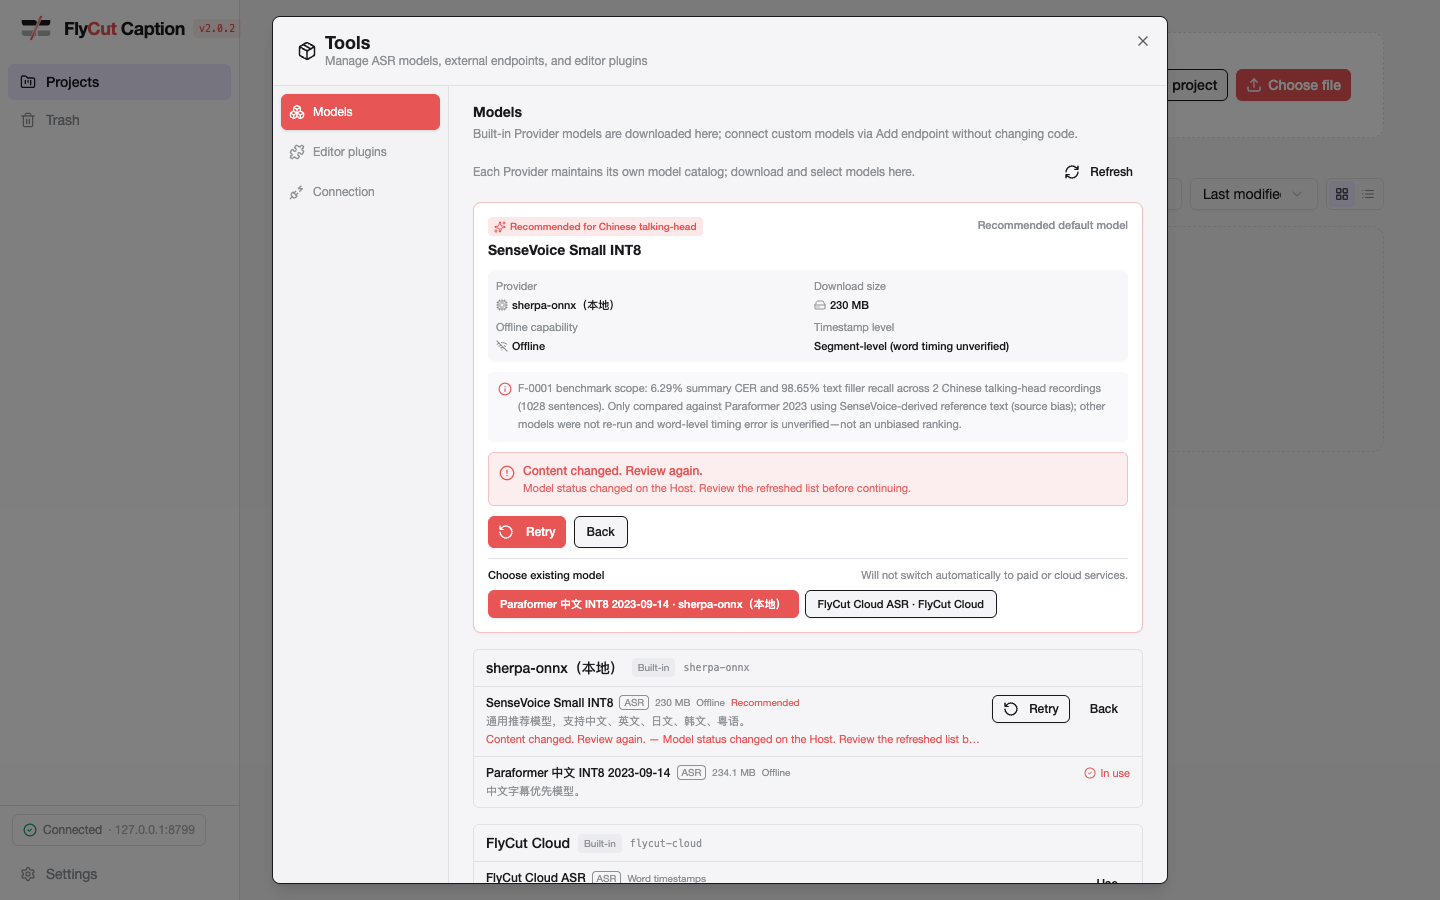 FlyCut Caption v2.0.2
Projects
Trash
Connected · 127.0.0.1:8799
Settings
project
Choose file
Last modifie
Tools
Manage ASR models, external endpoints, and editor plugins
Models
Editor plugins
Connection
Models
Built-in Provider models are downloaded here; connect custom models via Add endpoint without changing code.
Each Provider maintains its own model catalog; download and select models here.
Refresh
Recommended for Chinese talking-head
Recommended default model
SenseVoice Small INT8
Provider
Download size
sherpa-onnx（本地）
230 MB
Offline capability
Timestamp level
Offline
Segment-level (word timing unverified)
F-0001 benchmark scope: 6.29% summary CER and 98.65% text filler recall across 2 Chinese talking-head recordings
(1028 sentences). Only compared against Paraformer 2023 using SenseVoice-derived reference text (source bias); other
models were not re-run and word-level timing error is unverified—not an unbiased ranking.
Content changed. Review again.
Model status changed on the Host. Review the refreshed list before continuing.
Retry
Back
Choose existing model
Will not switch automatically to paid or cloud services.
Paraformer 中文 INT8 2023-09-14 · sherpa-onnx（本地）
FlyCut Cloud ASR · FlyCut Cloud
sherpa-onnx（本地） Built-in sherpa-onnx
SenseVoice Small INT8 ASR 230 MB Offline Recommended
通用推荐模型，支持中文、英文、日文、韩文、粤语。
Content changed. Review again. — Model status changed on the Host. Review the refreshed list b…
Retry
Back
Paraformer 中文 INT8 2023-09-14 ASR 234.1 MB Offline
中文字幕优先模型。
In use
FlyCut Cloud Built-in flycut-cloud
FlyCut Cloud ASR ASR Word timestamps